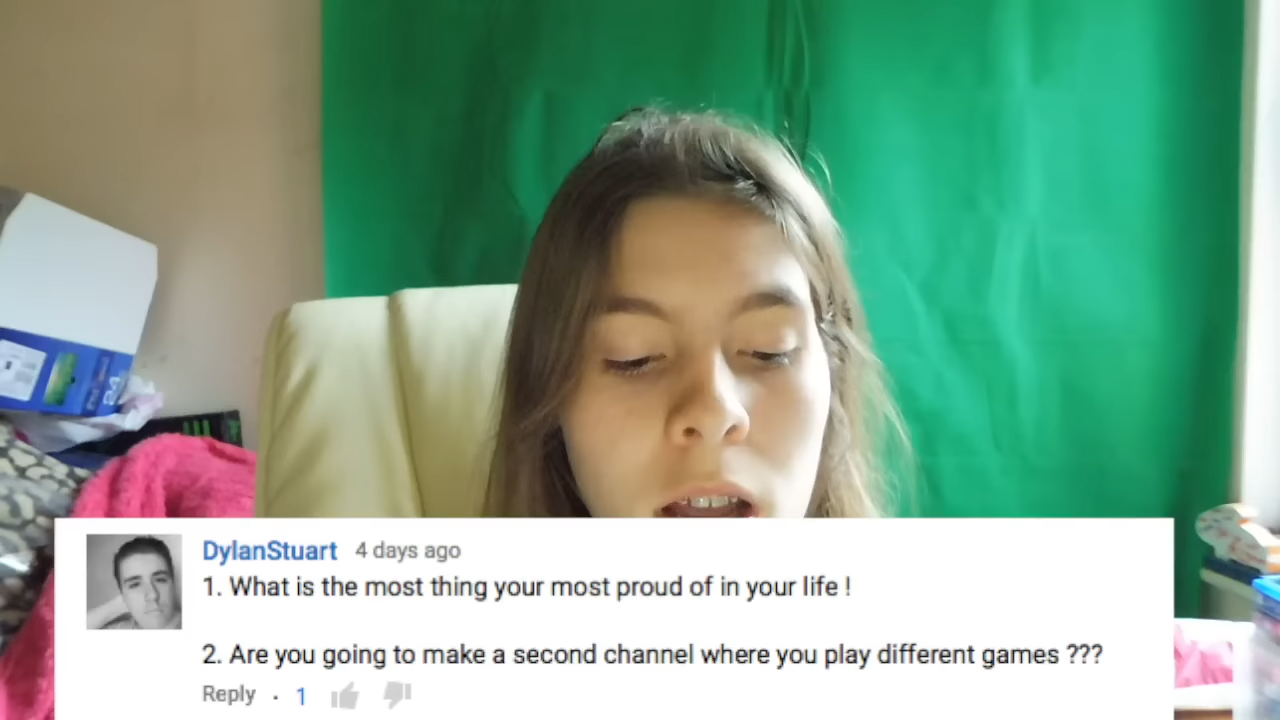 DylanStuart 4 days ago
1. What is the most thing your most proud of in your life !
2. Are you going to make a second channel where you play different games ???
Reply · 1